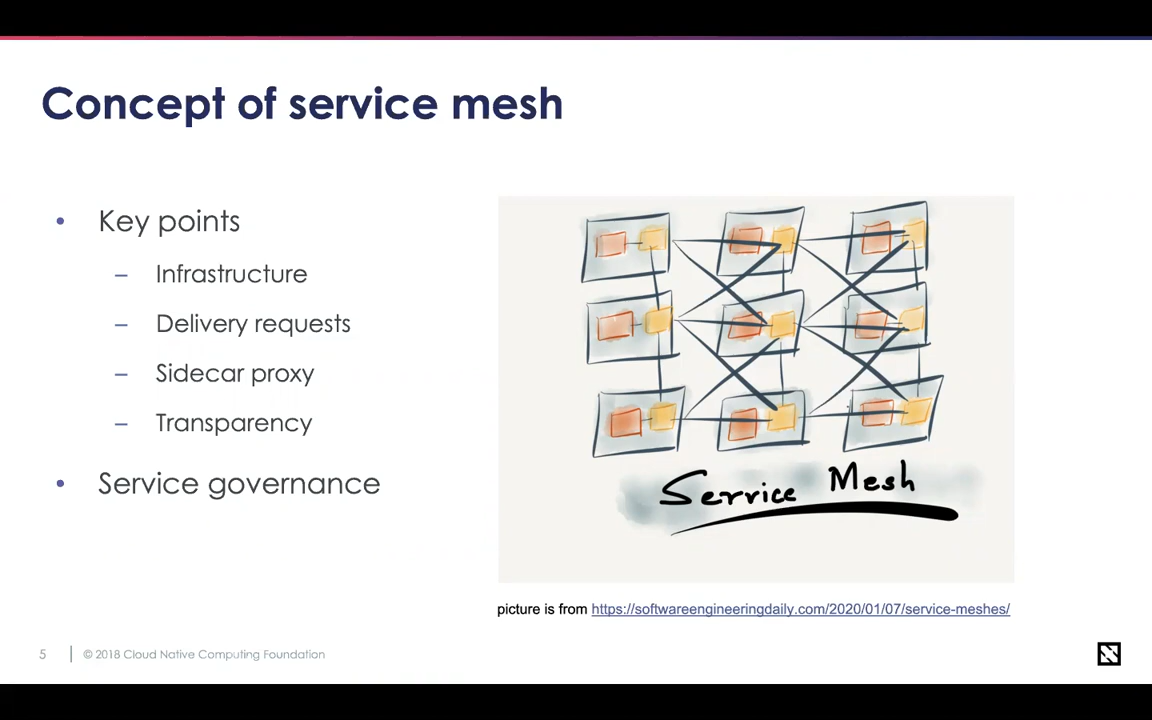 Concept of service mesh
• Key points
– Infrastructure
– Delivery requests
– Sidecar proxy
– Transparency
• Service governance
Service Mesh
picture is from https://softwareengineeringdaily.com/2020/01/07/service-meshes/
5 | © 2018 Cloud Native Computing Foundation